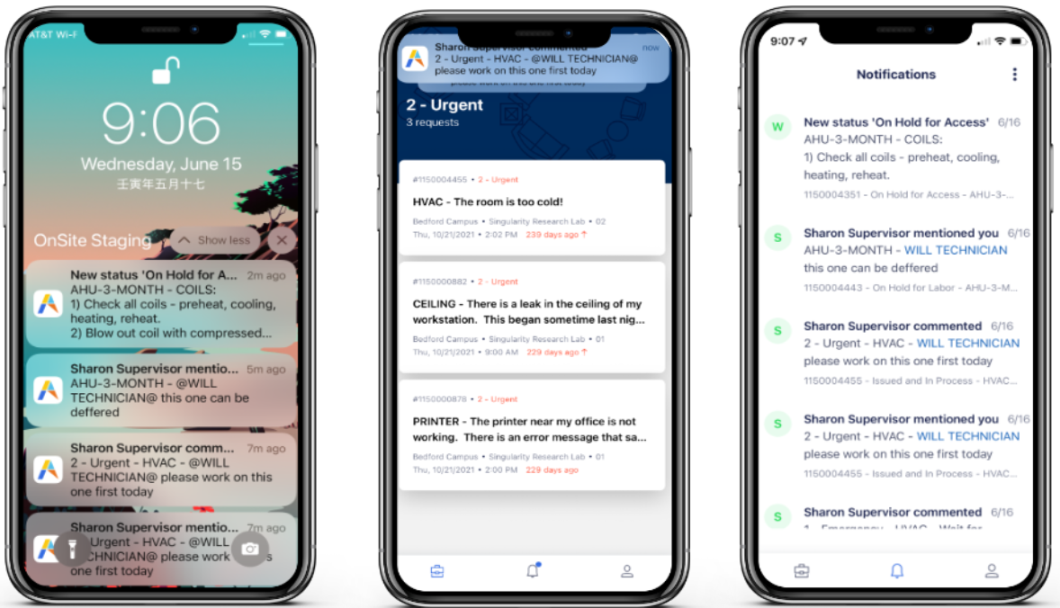 AT&T Wi-F
9:06
Wednesday, June 15
壬寅年五月十七
OnSite Staging
Show less
New status 'On Hold for A... 2m ago
AHU-3-MONTH - COILS:
1) Check all coils - preheat, cooling,
heating, reheat.
2) Blow out coil with compressed...
Sharon Supervisor mentio... 5m ago
AHU-3-MONTH - @WILL
TECHNICIAN@ this one can be
deffered
Sharon Supervisor comm... 7m ago
2 - Urgent - HVAC - @WILL
TECHNICIAN@ please work on this
one first today
Sharon Supervisor mentio... 7m ago
Urgent - HVAC - @WILL
CHNICIAN@ please work
one first today
Sharon Supervisor commented now
2 - Urgent - HVAC - @WILL TECHNICIAN@
please work on this one first today
please work on this one first today
2 - Urgent
3 requests
#1150004455 • 2 - Urgent
HVAC - The room is too cold!
Bedford Campus • Singularity Research Lab • 02
Thu, 10/21/2021 • 2:02 PM 239 days ago ↑
#1150000882 • 2 - Urgent
CEILING - There is a leak in the ceiling of my
workstation. This began sometime last nig...
Bedford Campus • Singularity Research Lab • 01
Thu, 10/21/2021 • 9:00 AM 229 days ago ↑
#1150000878 • 2 - Urgent
PRINTER - The printer near my office is not
working. There is an error message that sa...
Bedford Campus • Singularity Research Lab • 01
Thu, 10/21/2021 • 2:00 PM 229 days ago
9:07
Notifications
W
New status 'On Hold for Access' 6/16
AHU-3-MONTH - COILS:
1) Check all coils - preheat, cooling,
heating, reheat.
1150004351 - On Hold for Access - AHU-3-...
S
Sharon Supervisor mentioned you 6/16
AHU-3-MONTH - WILL TECHNICIAN
this one can be deffered
1150004443 - On Hold for Labor - AHU-3-M...
S
Sharon Supervisor commented 6/16
2 - Urgent - HVAC - WILL TECHNICIAN
please work on this one first today
1150004455 - Issued and In Process - HVAC...
S
Sharon Supervisor mentioned you 6/16
2 - Urgent - HVAC - WILL TECHNICIAN
please work on this one first today
1150004455 - Issued and In Process - HVAC...
S
Sharon Supervisor commented 6/16
1 - Emergency - HVAC - Wait for